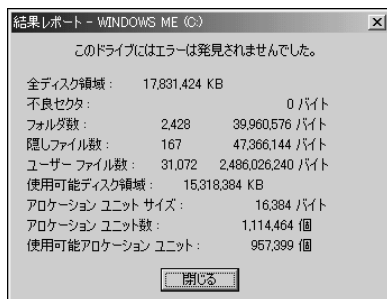 結果レポート - WINDOWS ME (C:)
このドライブにはエラーは発見されませんでした。
全ディスク領域： 17,831,424 KB
不良セクタ： 0 バイト
フォルダ数： 2,428 39,960,576 バイト
隠しファイル数： 167 47,366,144 バイト
ユーザー ファイル数： 31,072 2,486,026,240 バイト
使用可能ディスク領域： 15,318,384 KB
アロケーション ユニット サイズ： 16,384 バイト
アロケーション ユニット数： 1,114,464 個
使用可能アロケーション ユニット： 957,399 個
閉じる